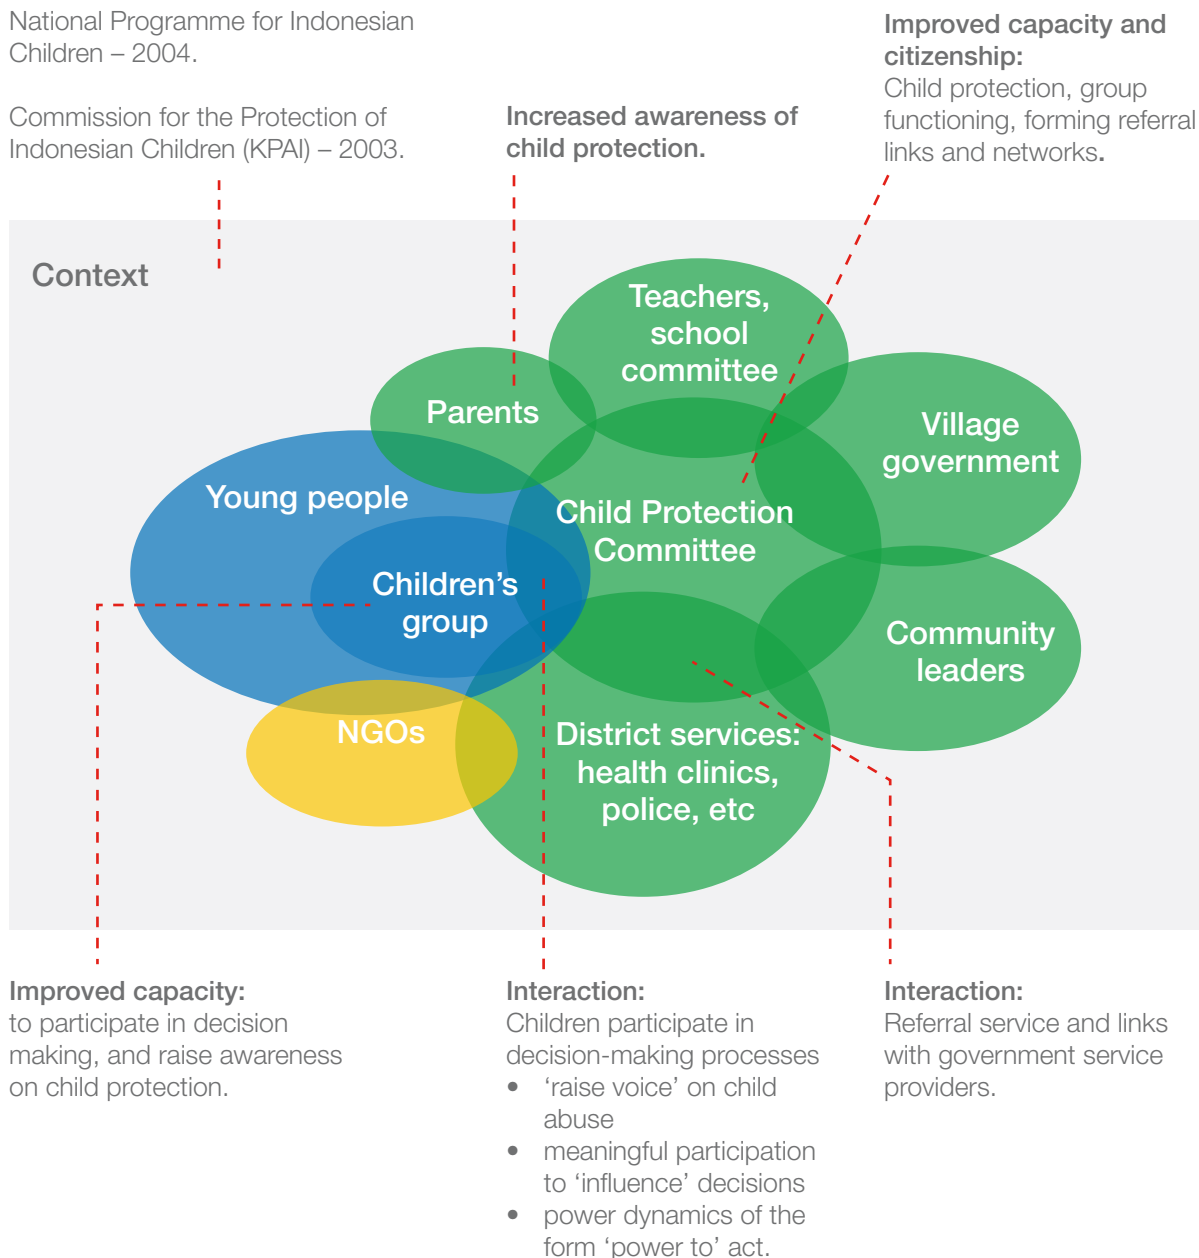 National Programme for Indonesian
Children – 2004.
Commission for the Protection of
Indonesian Children (KPAI) – 2003.
Increased awareness of
child protection.
Improved capacity and
citizenship:
Child protection, group
functioning, forming referral
links and networks.
Context
Teachers,
school
committee
Parents
Village
government
Young people
Child Protection
Committee
Children’s
group
Community
leaders
NGOs
District services:
health clinics,
police, etc
Improved capacity:
to participate in decision
making, and raise awareness
on child protection.
Interaction:
Children participate in
decision-making processes
• ‘raise voice’ on child
abuse
• meaningful participation
to ‘influence’ decisions
• power dynamics of the
form ‘power to’ act.
Interaction:
Referral service and links
with government service
providers.